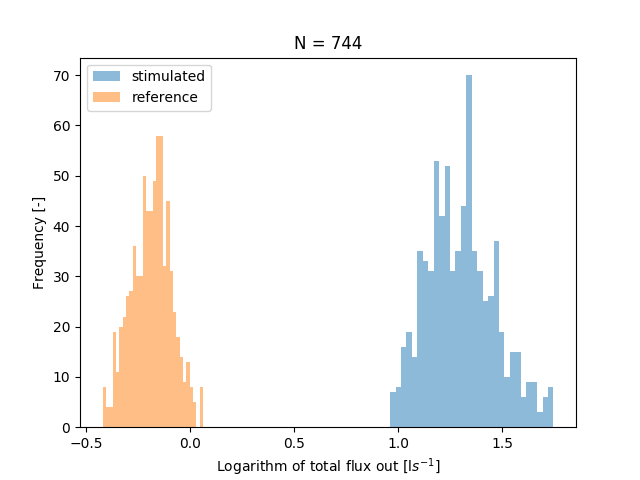 N = 744
stimulated
reference
70
60
50
40
30
20
10
0
Frequency [-]
−0.5 0.0 0.5 1.0 1.5
Logarithm of total flux out [ls⁻¹]